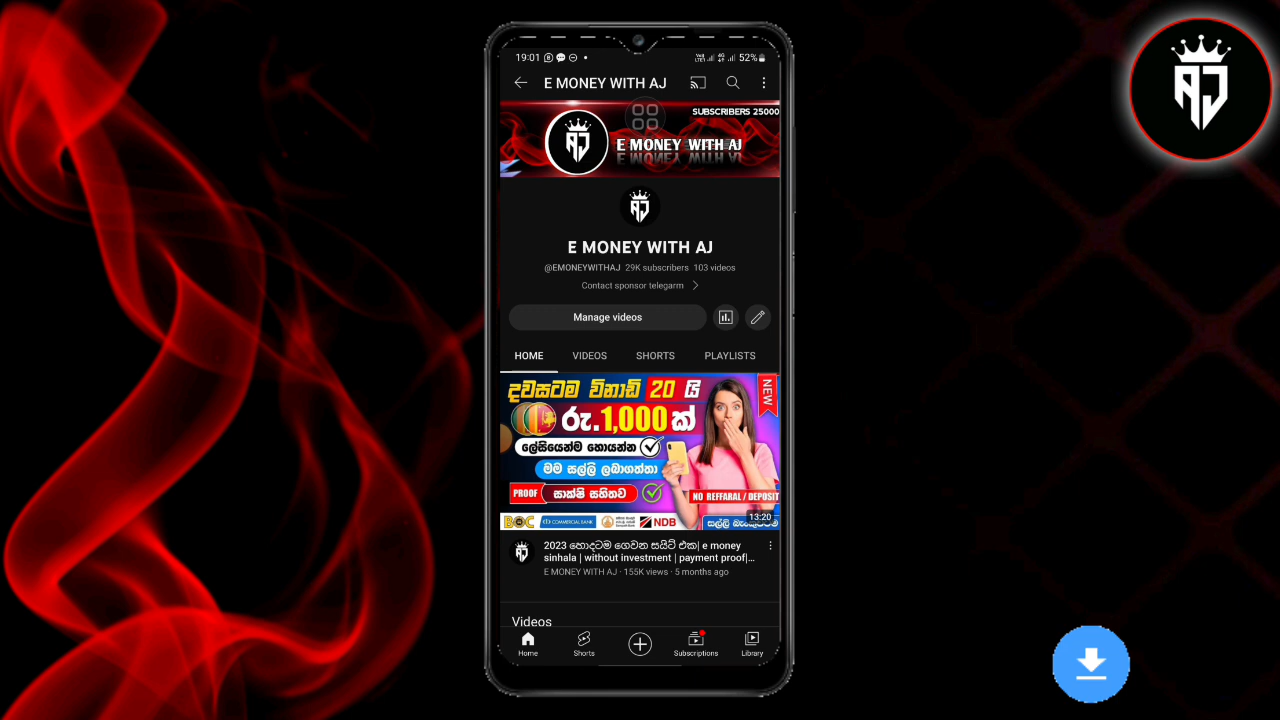 19:01
52%
E MONEY WITH AJ
SUBSCRIBERS 25000
AJ
E MONEY WITH AJ
AJ
E MONEY WITH AJ
@EMONEYWITHAJ 29K subscribers 103 videos
Contact sponsor telegarm
Manage videos
HOME VIDEOS SHORTS PLAYLISTS
දවසටම විනාඩි 20 යි
NEW
රු.1,000ක්
ලේසියෙන්ම හොයන්න
මම සල්ලි ලබාගත්තා
PROOF සාක්ෂි සහිතව
NO REFFARAL / DEPOSIT
13:20
BOC COMMERCIAL BANK NDB
2023 හොදටම ගෙවන සයිට් එක| e money
sinhala | without investment | payment proof|...
E MONEY WITH AJ · 155K views · 5 months ago
Videos
Home Shorts Subscriptions Library
AJ